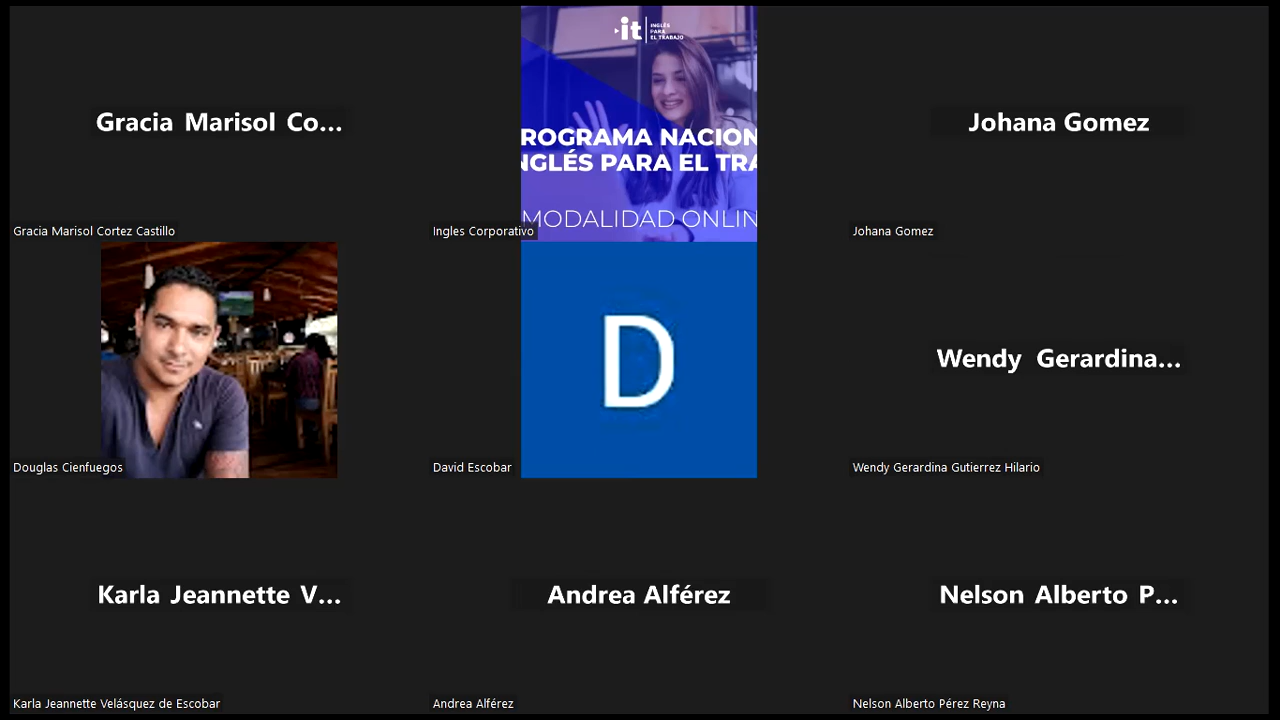 Gracia Marisol Co...
Gracia Marisol Cortez Castillo
it
INGLÉS
PARA
EL TRABAJO
ROGRAMA NACION
NGLÉS PARA EL TRA
MODALIDAD ONLIN
Ingles Corporativo
Johana Gomez
Johana Gomez
Douglas Cienfuegos
D
David Escobar
Wendy Gerardina...
Wendy Gerardina Gutierrez Hilario
Karla Jeannette V...
Karla Jeannette Velásquez de Escobar
Andrea Alférez
Andrea Alférez
Nelson Alberto P...
Nelson Alberto Pérez Reyna